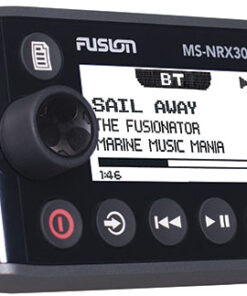 FUSION MS-NRX30
BT
SAIL AWAY
THE FUSIONATOR
MARINE MUSIC MANIA
1:46